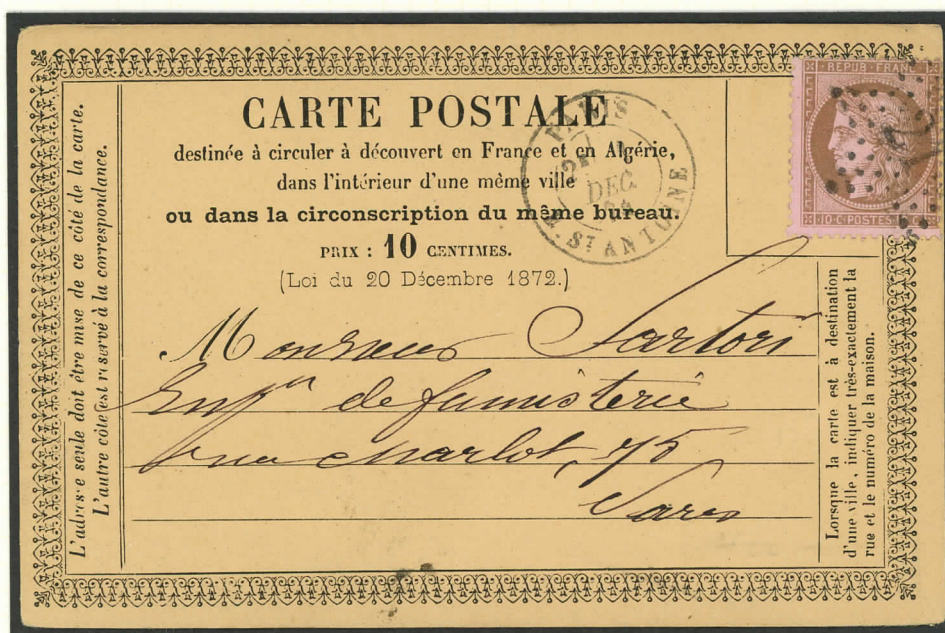 CARTE POSTALE
destinée à circuler à découvert en France et en Algérie,
dans l'intérieur d'une même ville
ou dans la circonscription du même bureau.
PRIX : 10 CENTIMES.
(Loi du 20 Décembre 1872.)
PARIS
DEC.
R. ST ANTOINE
REPUB. FRANC
10 C. POSTES 10
Monsieur Sartori
Entpr de fumisterie
rue charlot, 75
Paris
L'adresse seule doit être mise de ce côté de la carte.
L'autre côté est réservé à la correspondance.
Lorsque la carte est à destination
d'une ville, indiquer très-exactement la
rue et le numéro de la maison.